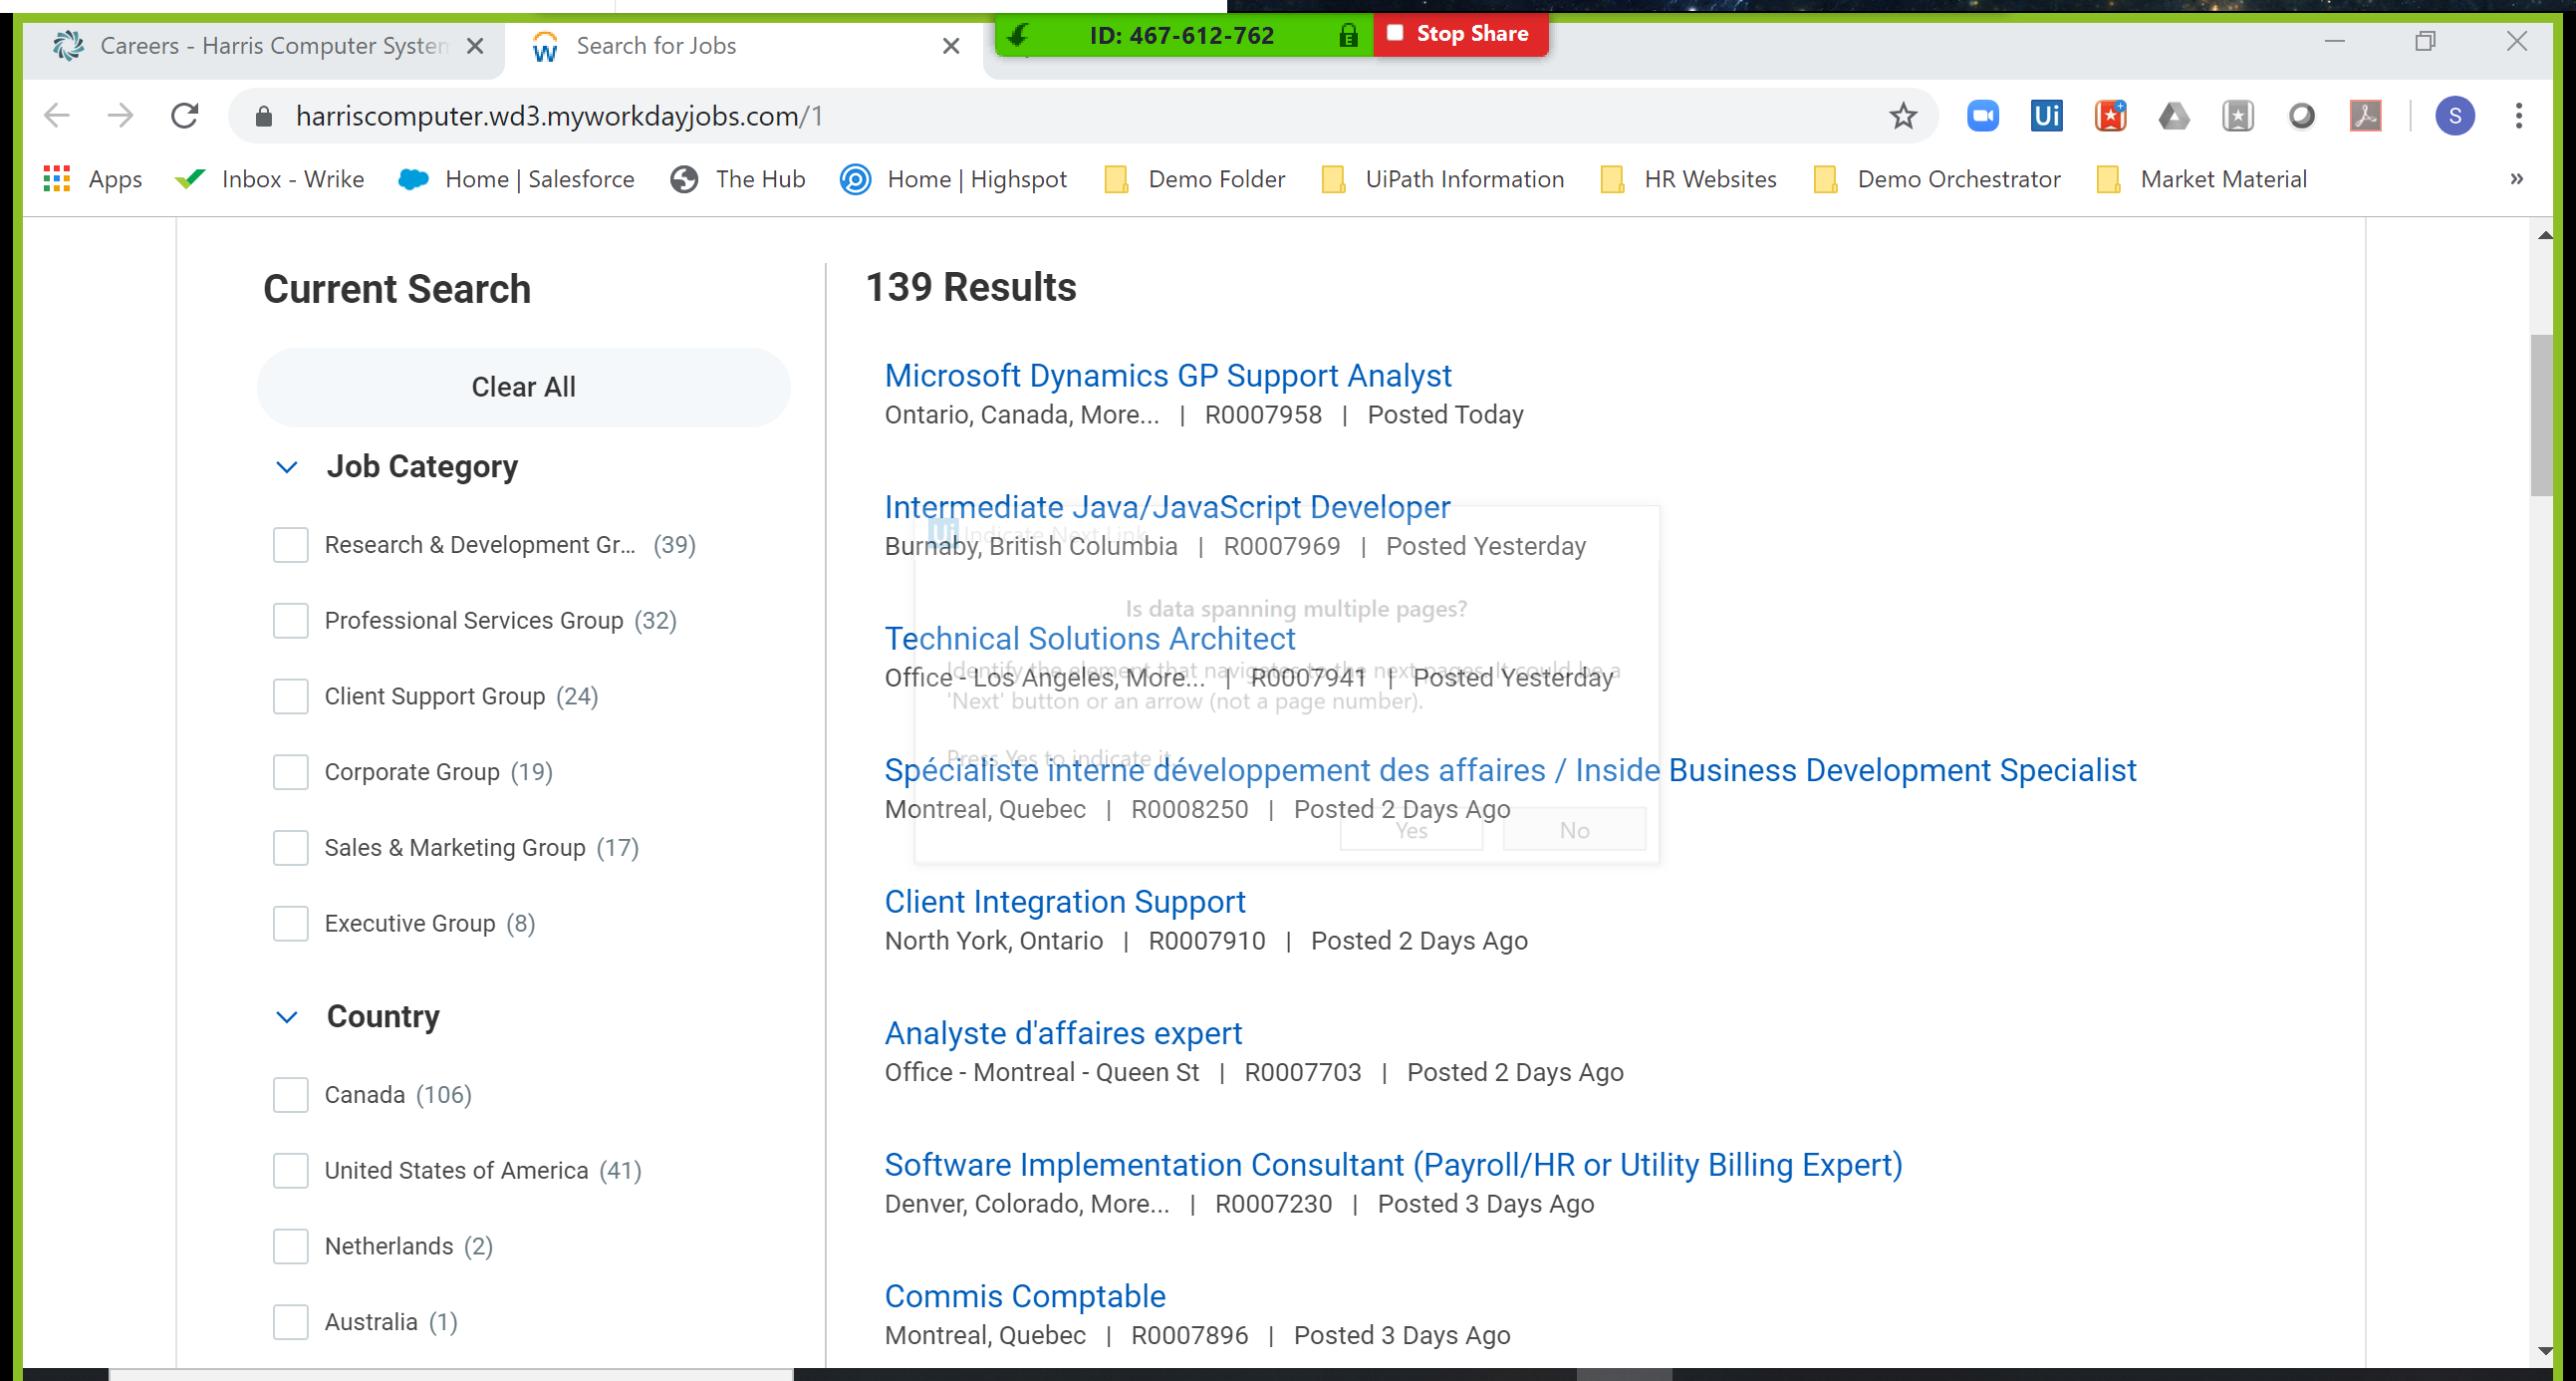 Careers - Harris Computer System
Search for Jobs
ID: 467-612-762
Stop Share
harriscomputer.wd3.myworkdayjobs.com/1
Ui
S
Apps
Inbox - Wrike
Home | Salesforce
The Hub
Home | Highspot
Demo Folder
UiPath Information
HR Websites
Demo Orchestrator
Market Material
»
Current Search
Clear All
Job Category
Research & Development Gr... (39)
Professional Services Group (32)
Client Support Group (24)
Corporate Group (19)
Sales & Marketing Group (17)
Executive Group (8)
Country
Canada (106)
United States of America (41)
Netherlands (2)
Australia (1)
139 Results
Microsoft Dynamics GP Support Analyst
Ontario, Canada, More... | R0007958 | Posted Today
Intermediate Java/JavaScript Developer
Burnaby, British Columbia | R0007969 | Posted Yesterday
Technical Solutions Architect
Office - Los Angeles, More... | R0007941 | Posted Yesterday
Spécialiste interne développement des affaires / Inside Business Development Specialist
Montreal, Quebec | R0008250 | Posted 2 Days Ago
Client Integration Support
North York, Ontario | R0007910 | Posted 2 Days Ago
Analyste d'affaires expert
Office - Montreal - Queen St | R0007703 | Posted 2 Days Ago
Software Implementation Consultant (Payroll/HR or Utility Billing Expert)
Denver, Colorado, More... | R0007230 | Posted 3 Days Ago
Commis Comptable
Montreal, Quebec | R0007896 | Posted 3 Days Ago
Ui Indicate Next Link
Is data spanning multiple pages?
Identify the element that navigates to the next pages. It could be a
'Next' button or an arrow (not a page number).
Press Yes to indicate it.
Yes
No